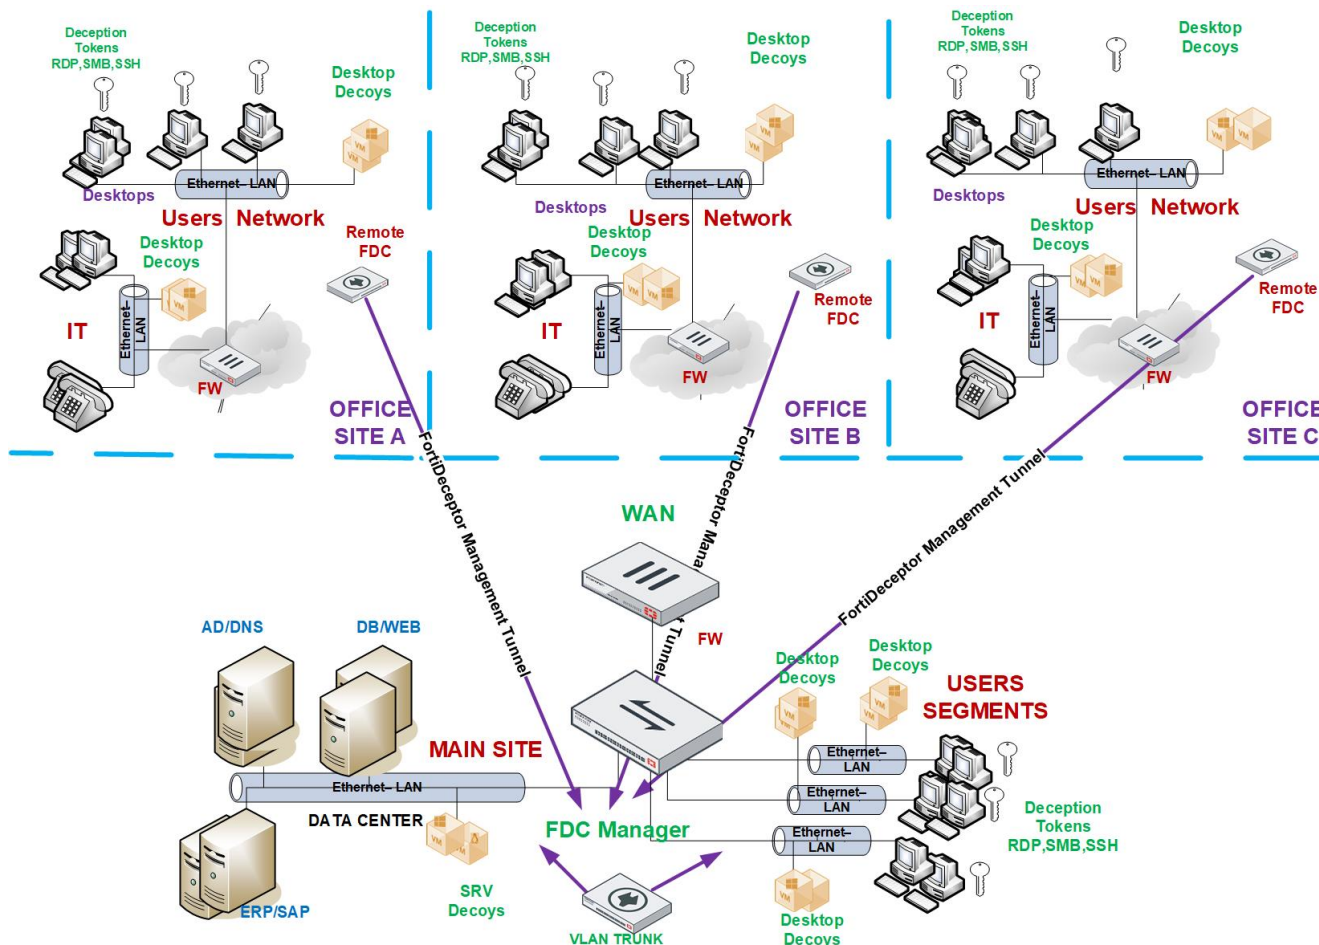 Deception
Tokens
RDP,SMB,SSH
Desktop
Decoys
Ethernet– LAN
Desktops
Users Network
Desktop
Decoys
Remote
FDC
IT
Ethernet–
LAN
FW
OFFICE
SITE A
Deception
Tokens
RDP,SMB,SSH
Desktop
Decoys
Ethernet– LAN
Desktops
Users Network
Desktop
Decoys
Remote
FDC
IT
Ethernet–
LAN
FW
OFFICE
SITE B
Deception
Tokens
RDP,SMB,SSH
Desktop
Decoys
Ethernet– LAN
Desktops
Users Network
Desktop
Decoys
Remote
FDC
IT
Ethernet–
LAN
FW
OFFICE
SITE C
FortiDeceptor Management Tunnel
FortiDeceptor Mana
t Tunnel
FortiDeceptor Management Tunnel
WAN
FW
AD/DNS
DB/WEB
MAIN SITE
Ethernet– LAN
DATA CENTER
VM
VM
ERP/SAP
SRV
Decoys
FDC Manager
VLAN TRUNK
Desktop
Decoys
Desktop
Decoys
USERS
SEGMENTS
Ethernet–
LAN
Ethernet–
LAN
Ethernet–
LAN
Deception
Tokens
RDP,SMB,SSH
Desktop
Decoys